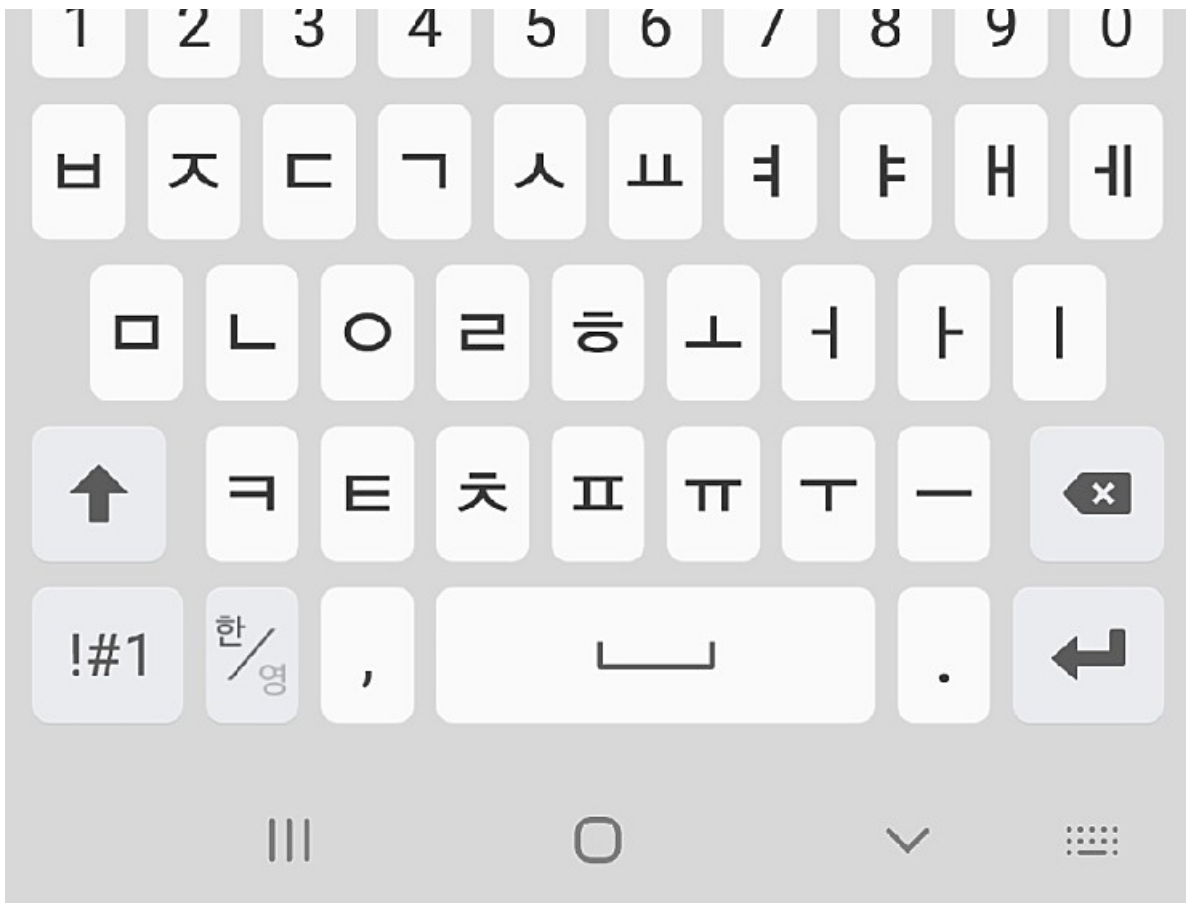 1 2 3 4 5 6 7 8 9 0
ㅂ ㅈ ㄷ ㄱ ㅅ ㅛ ㅕ ㅑ ㅐ ㅔ
ㅁ ㄴ ㅇ ㄹ ㅎ ㅗ ㅓ ㅏ ㅣ
ㅋ ㅌ ㅊ ㅍ ㅠ ㅜ ㅡ
!#1 한/영 , .